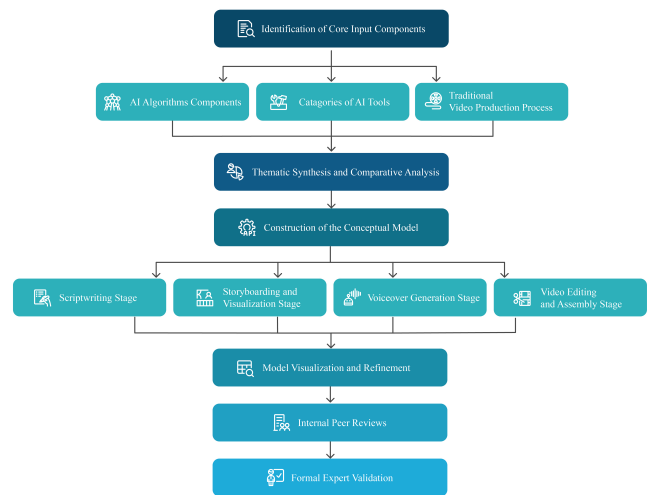 Identification of Core Input Components
AI Algorithms Components
Catagories of AI Tools
Traditional
Video Production Process
Thematic Synthesis and Comparative Analysis
API
Construction of the Conceptual Model
Scriptwriting Stage
Storyboarding and
Visualization Stage
Voiceover Generation Stage
Video Editing
and Assembly Stage
Model Visualization and Refinement
Internal Peer Reviews
Formal Expert Validation